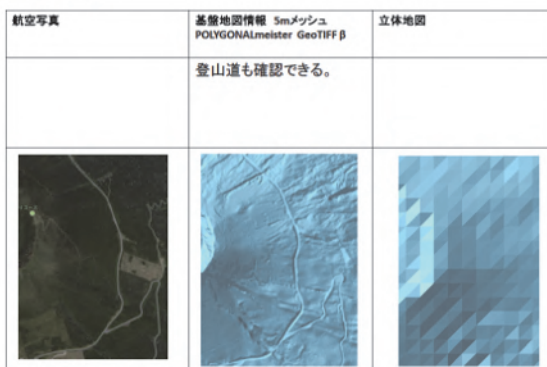 航空写真
基盤地図情報 5mメッシュ
POLYGONALmeister GeoTIFF β
立体地図
登山道も確認できる。